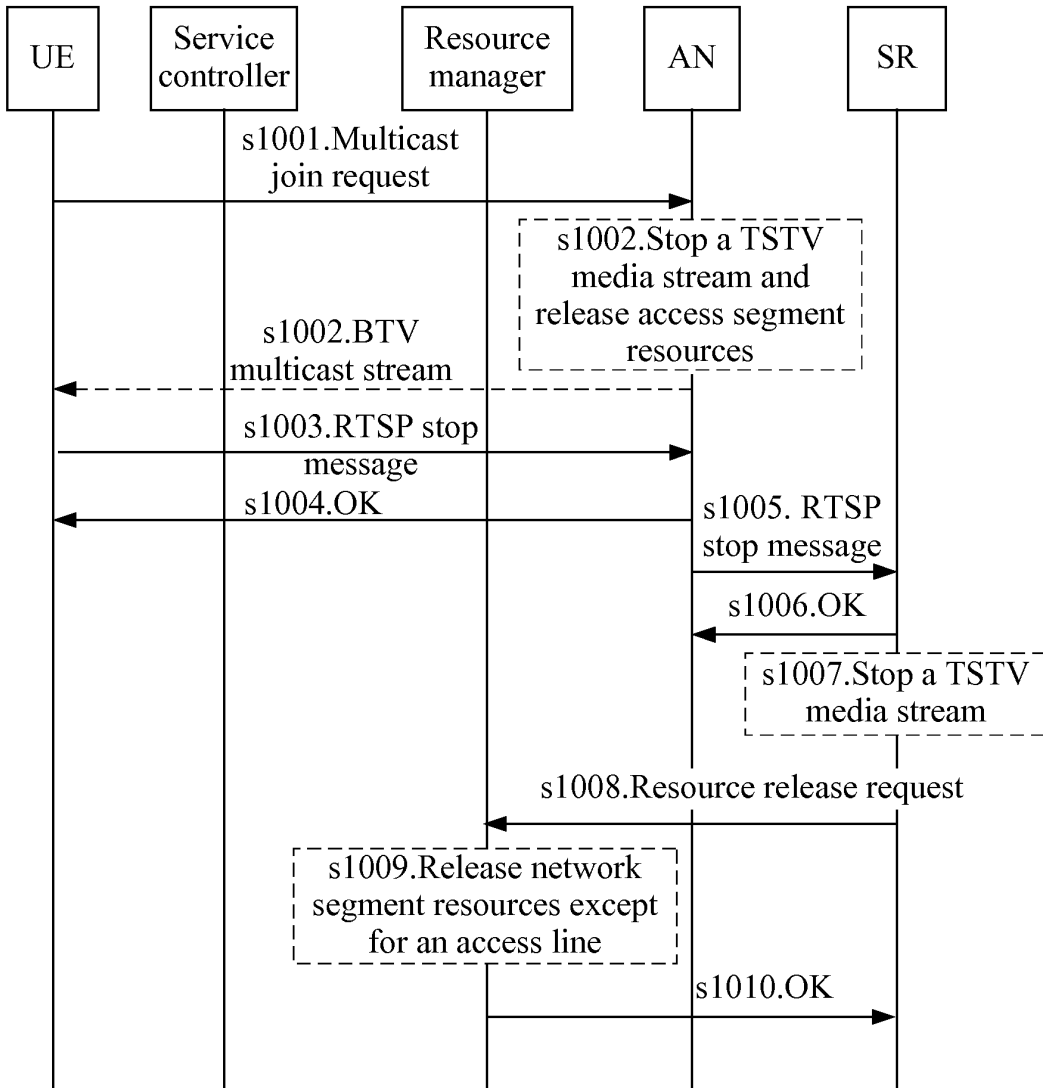 UE
Service
controller
Resource
manager
AN
SR
s1001.Multicast
join request
s1002.Stop a TSTV
media stream and
release access segment
resources
s1002.BTV
multicast stream
s1003.RTSP stop
message
s1004.OK
s1005. RTSP
stop message
s1006.OK
s1007.Stop a TSTV
media stream
s1008.Resource release request
s1009.Release network
segment resources except
for an access line
s1010.OK